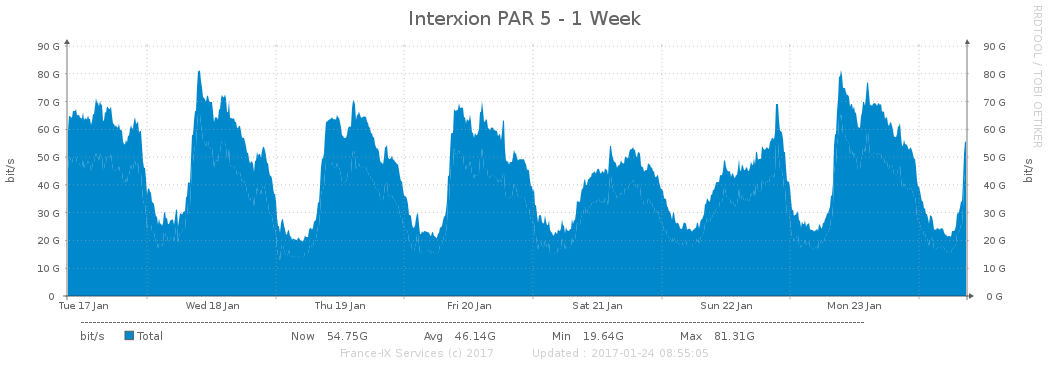 Interxion PAR 5 - 1 Week
RRDTOOL / TOBI OETIKER
bit/s
90 G 90 G
80 G 80 G
70 G 70 G
60 G 60 G
50 G 50 G
40 G 40 G
30 G 30 G
20 G 20 G
10 G 10 G
0 0 G
bit/s
Tue 17 Jan Wed 18 Jan Thu 19 Jan Fri 20 Jan Sat 21 Jan Sun 22 Jan Mon 23 Jan
bit/s Total Now 54.75G Avg 46.14G Min 19.64G Max 81.31G
France-IX Services (c) 2017 Updated : 2017-01-24 08:55:05